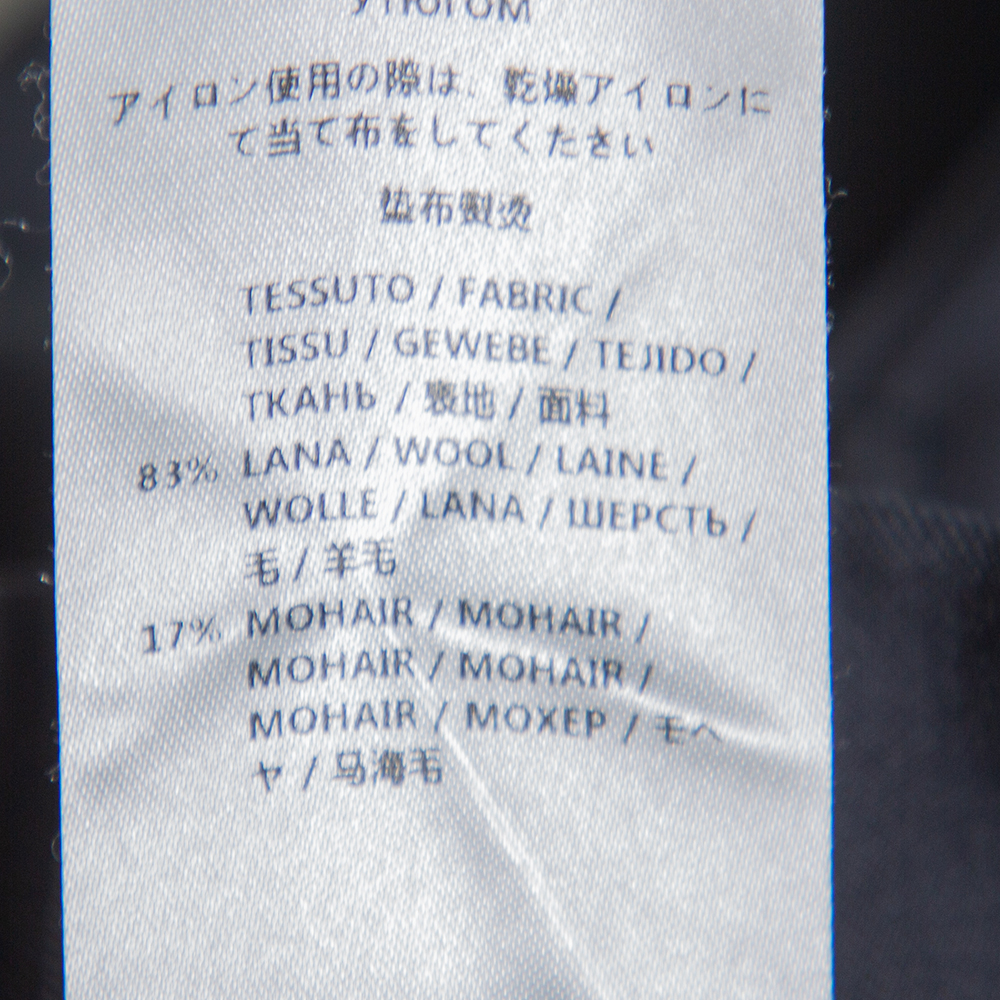 утюгом
アイロン使用の際は、乾燥アイロンに
て当て布をしてください
垫布熨烫
TESSUTO / FABRIC /
TISSU / GEWEBE / TEJIDO /
ТКАНЬ / 表地 / 面料
83% LANA / WOOL / LAINE /
WOLLE / LANA / ШЕРСТЬ /
毛 / 羊毛
17% MOHAIR / MOHAIR /
MOHAIR / MOHAIR /
MOHAIR / МОХЕР / モヘ
ヤ / 马海毛